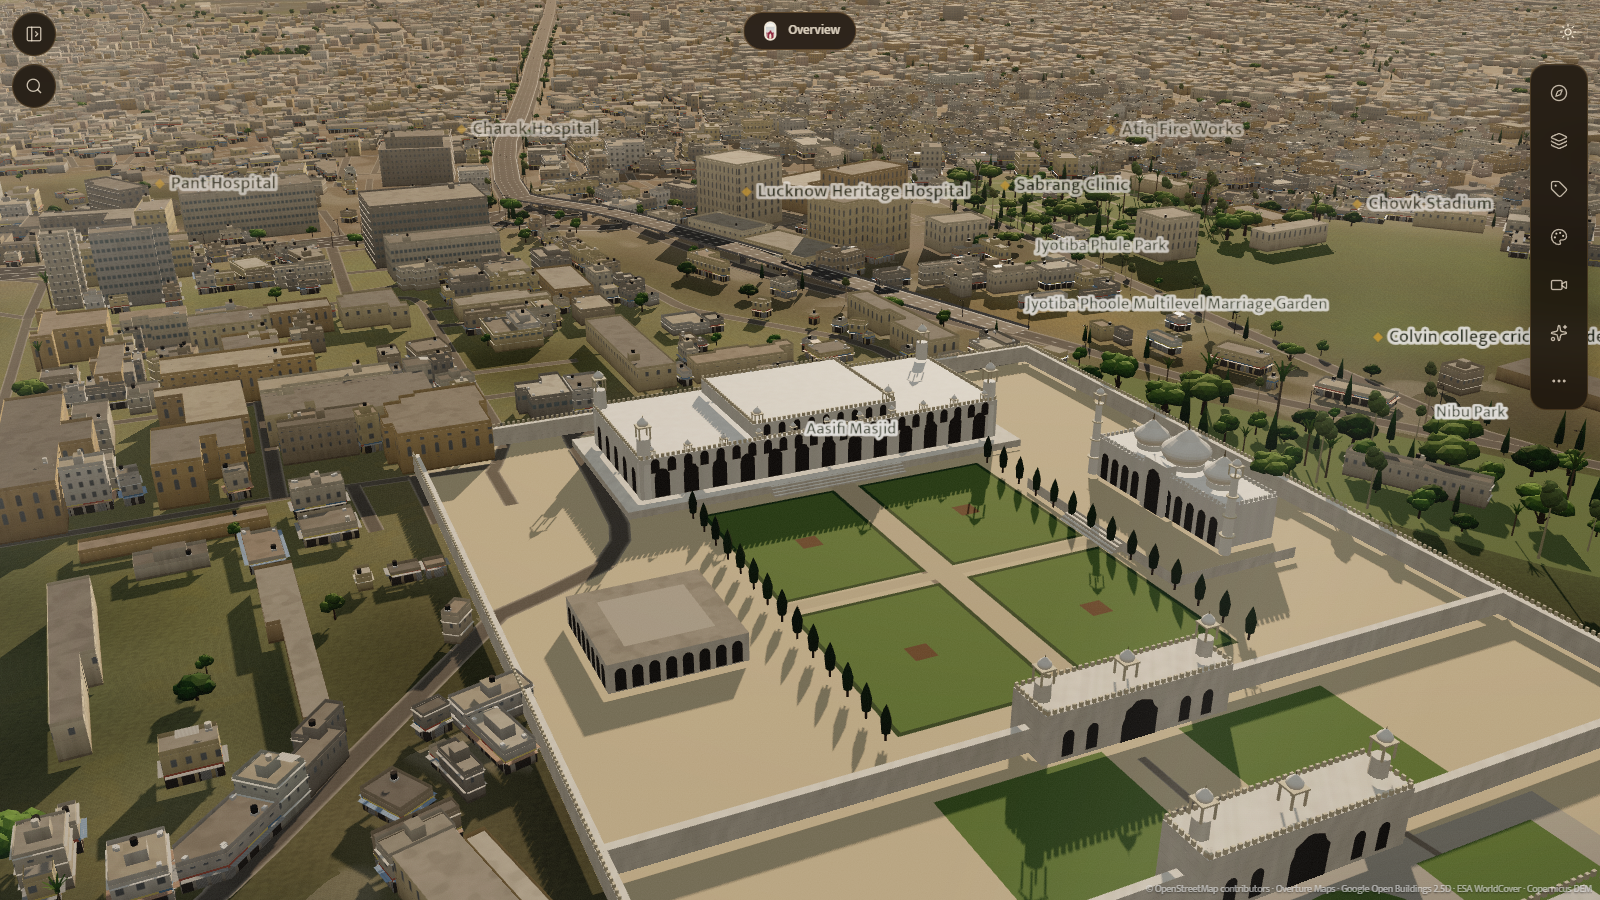 Overview
Charak Hospital
Atiq Fire Works
Pant Hospital
Lucknow Heritage Hospital
Sabrang Clinic
Chowk Stadium
Jyotiba Phule Park
Jyotiba Phoole Multilevel Marriage Garden
Colvin college cric
Nibu Park
Aasifi Masjid
© OpenStreetMap contributors · Overture Maps · Google Open Buildings 2.5D · ESA WorldCover · Copernicus DEM